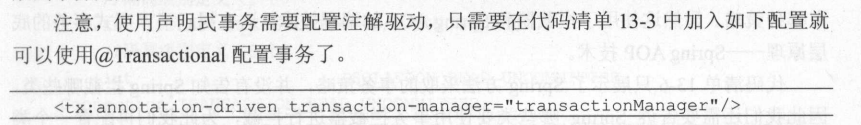 注意，使用声明式事务需要配置注解驱动，只需要在代码清单 13-3 中加入如下配置就
可以使用@Transactional 配置事务了。
<tx:annotation-driven transaction-manager="transactionManager"/>